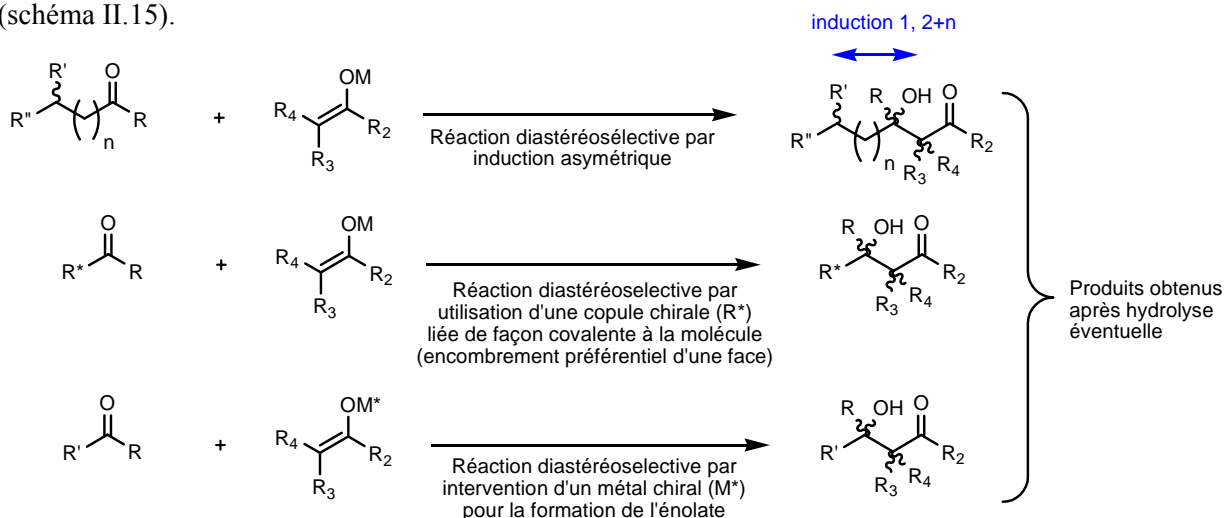 (schéma II.15).
induction 1, 2+n
R' O R" n R + OM R4 R2 R3
Réaction diastéréosélective par
induction asymétrique
R' R OH O R" n R3 R4 R2
O R* R + OM R4 R2 R3
Réaction diastéréoselective par
utilisation d'une copule chirale (R*)
liée de façon covalente à la molécule
(encombrement préférentiel d'une face)
R OH O R* R3 R4 R2
Produits obtenus
après hydrolyse
éventuelle
O R' R + OM* R4 R2 R3
Réaction diastéréoselective par
intervention d'un métal chiral (M*)
pour la formation de l'énolate
R OH O R' R3 R4 R2